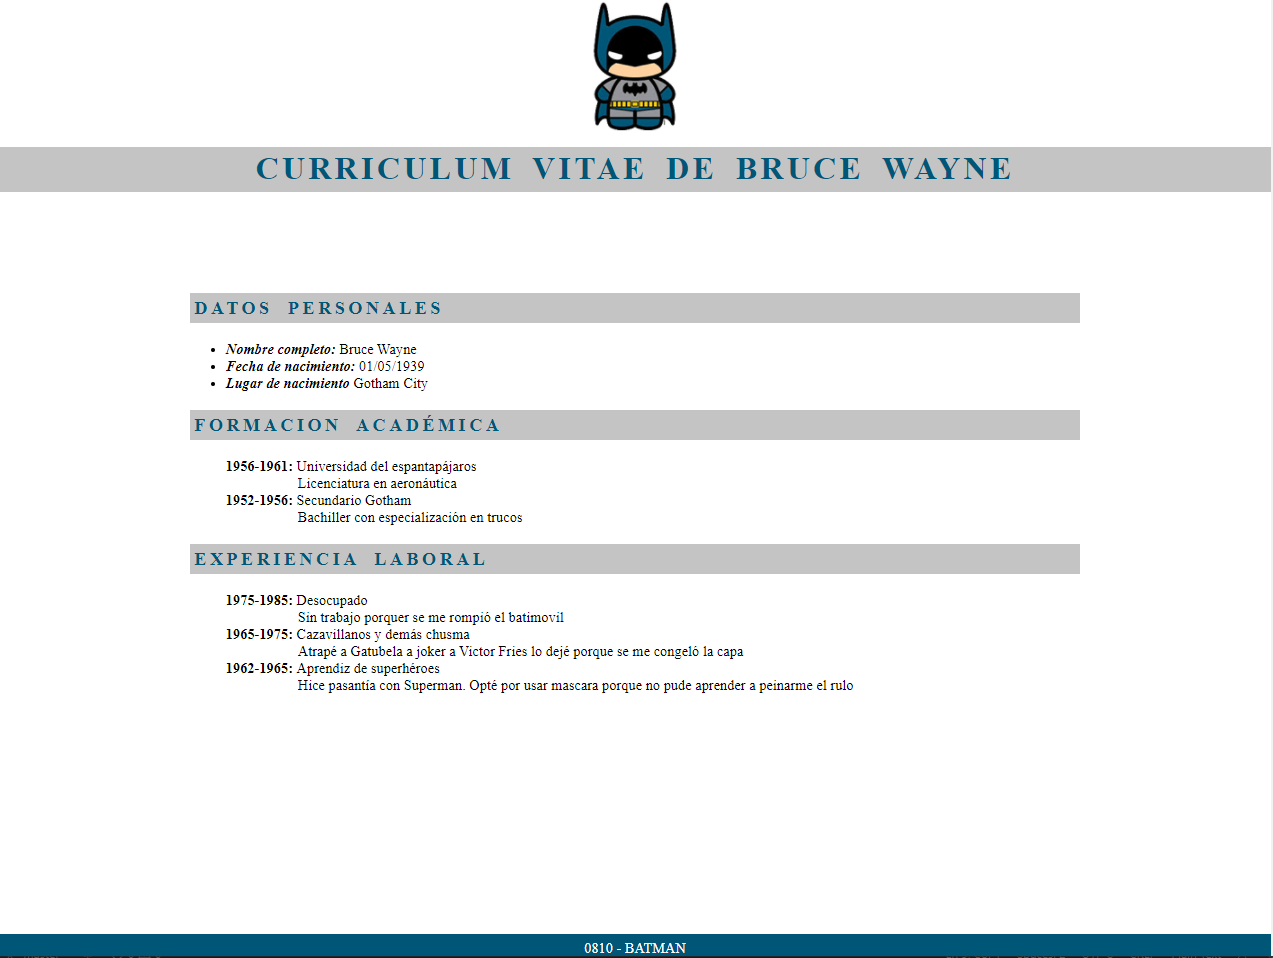 CURRICULUM VITAE DE BRUCE WAYNE
DATOS PERSONALES
Nombre completo: Bruce Wayne
Fecha de nacimiento: 01/05/1939
Lugar de nacimiento Gotham City
FORMACION ACADÉMICA
1956-1961: Universidad del espantapájaros
Licenciatura en aeronáutica
1952-1956: Secundario Gotham
Bachiller con especialización en trucos
EXPERIENCIA LABORAL
1975-1985: Desocupado
Sin trabajo porquer se me rompió el batimovil
1965-1975: Cazavillanos y demás chusma
Atrapé a Gatubela a joker a Victor Fries lo dejé porque se me congeló la capa
1962-1965: Aprendiz de superhéroes
Hice pasantía con Superman. Opté por usar mascara porque no pude aprender a peinarme el rulo
0810 - BATMAN